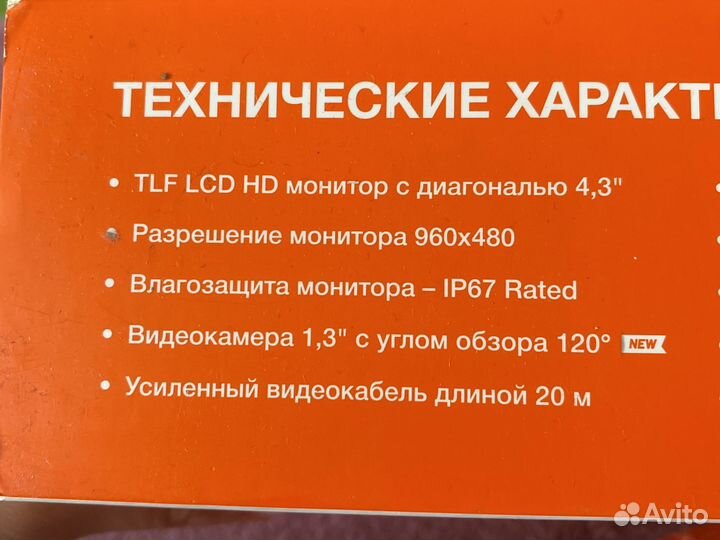 ТЕХНИЧЕСКИЕ ХАРАКТ
• TLF LCD HD монитор с диагональю 4,3"
• Разрешение монитора 960x480
• Влагозащита монитора – IP67 Rated
• Видеокамера 1,3" с углом обзора 120° NEW
• Усиленный видеокабель длиной 20 м
Avito